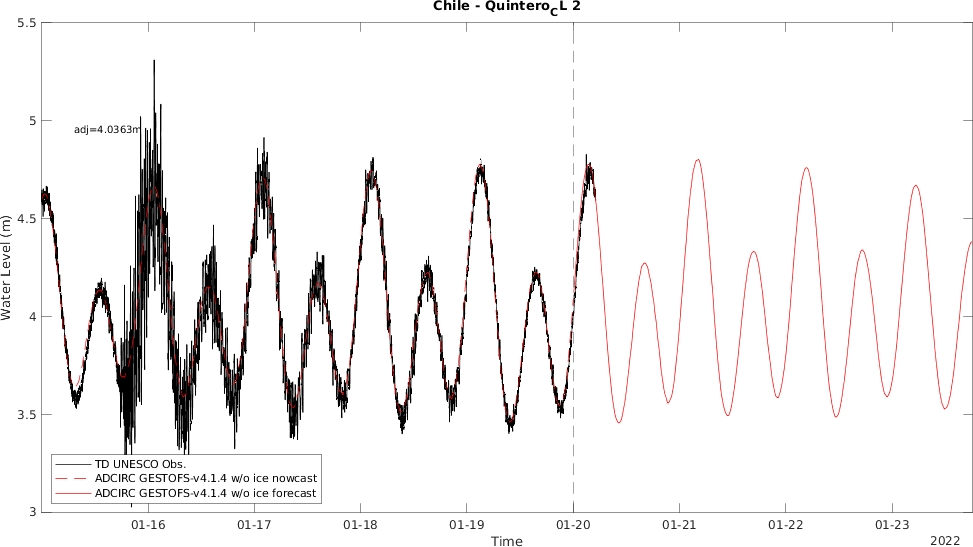 Chile - Quintero_CL 2
5.5
5
4.5
4
3.5
3
Water Level (m)
adj=4.0363m
TD UNESCO Obs.
ADCIRC GESTOFS-v4.1.4 w/o ice nowcast
ADCIRC GESTOFS-v4.1.4 w/o ice forecast
01-16 01-17 01-18 01-19 01-20 01-21 01-22 01-23
Time
2022